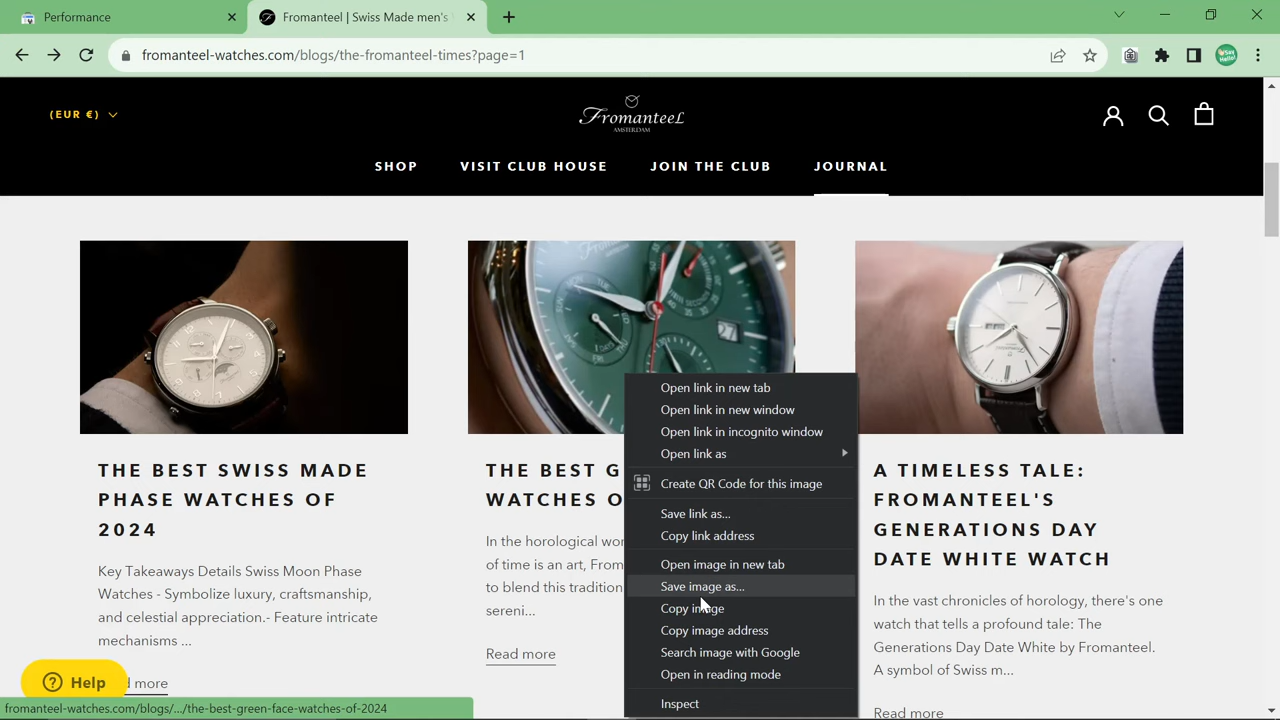 Performance
Fromanteel | Swiss Made men's
fromanteel-watches.com/blogs/the-fromanteel-times?page=1
Say Hello!
(EUR €)
Fromanteel
AMSTERDAM
SHOP VISIT CLUB HOUSE JOIN THE CLUB JOURNAL
THE BEST SWISS MADE
PHASE WATCHES OF
2024
Key Takeaways Details Swiss Moon Phase
Watches - Symbolize luxury, craftsmanship,
and celestial appreciation.- Feature intricate
mechanisms ...
d more
THE BEST G
WATCHES O
In the horological wor
of time is an art, From
to blend this tradition
sereni...
Read more
Open link in new tab
Open link in new window
Open link in incognito window
Open link as
Create QR Code for this image
Save link as...
Copy link address
Open image in new tab
Save image as...
Copy image
Copy image address
Search image with Google
Open in reading mode
Inspect
A TIMELESS TALE:
FROMANTEEL'S
GENERATIONS DAY
DATE WHITE WATCH
In the vast chronicles of horology, there's one
watch that tells a profound tale: The
Generations Day Date White by Fromanteel.
A symbol of Swiss m...
Read more
Help
fromanteel-watches.com/blogs/.../the-best-green-face-watches-of-2024